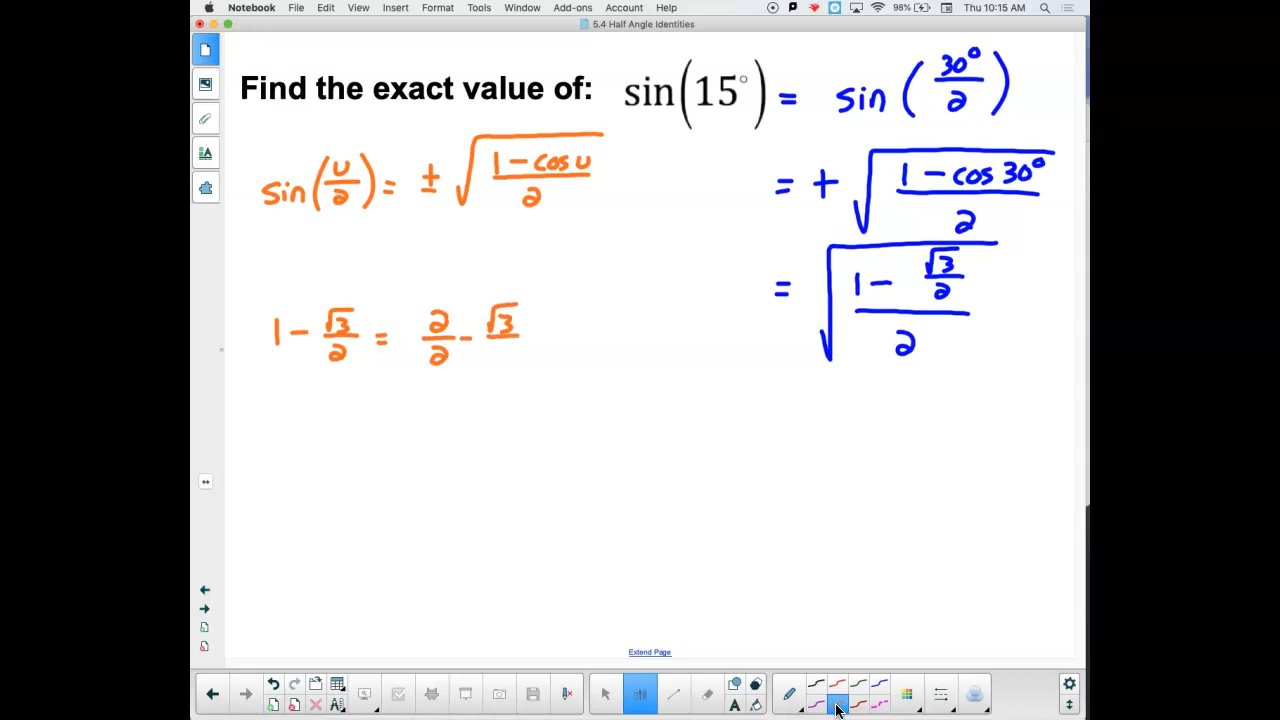 Notebook File Edit View Insert Format Tools Window Add-ons Account Help 98% Thu 10:15 AM
5.4 Half Angle Identities
Find the exact value of: sin(15°) = sin(30°/2)
sin(u/2) = ± √((1 - cos u)/2)
= + √((1 - cos 30°)/2)
= √((1 - √3/2)/2)
1 - √3/2 = 2/2 - √3
Extend Page